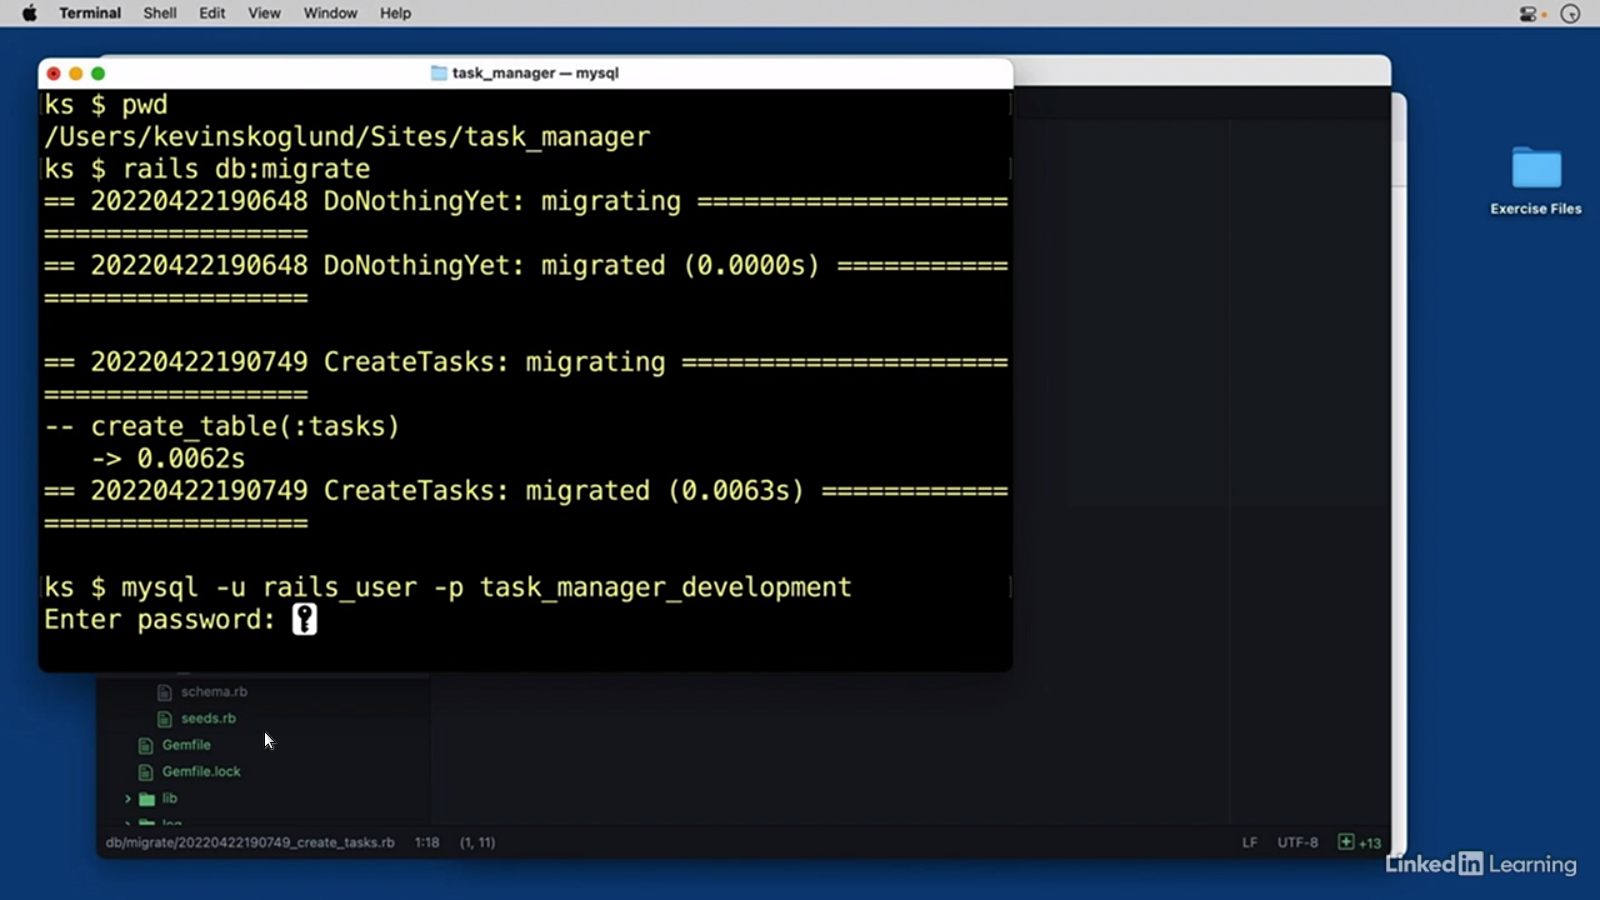 Terminal Shell Edit View Window Help
task_manager — mysql
ks $ pwd
/Users/kevinskoglund/Sites/task_manager
ks $ rails db:migrate
== 20220422190648 DoNothingYet: migrating ====================
=================
== 20220422190648 DoNothingYet: migrated (0.0000s) ===========
=================
== 20220422190749 CreateTasks: migrating =====================
=================
-- create_table(:tasks)
-> 0.0062s
== 20220422190749 CreateTasks: migrated (0.0063s) ============
=================
ks $ mysql -u rails_user -p task_manager_development
Enter password:
Exercise Files
schema.rb
seeds.rb
Gemfile
Gemfile.lock
lib
log
db/migrate/20220422190749_create_tasks.rb 1:18 (1, 11) LF UTF-8 +13
LinkedIn Learning